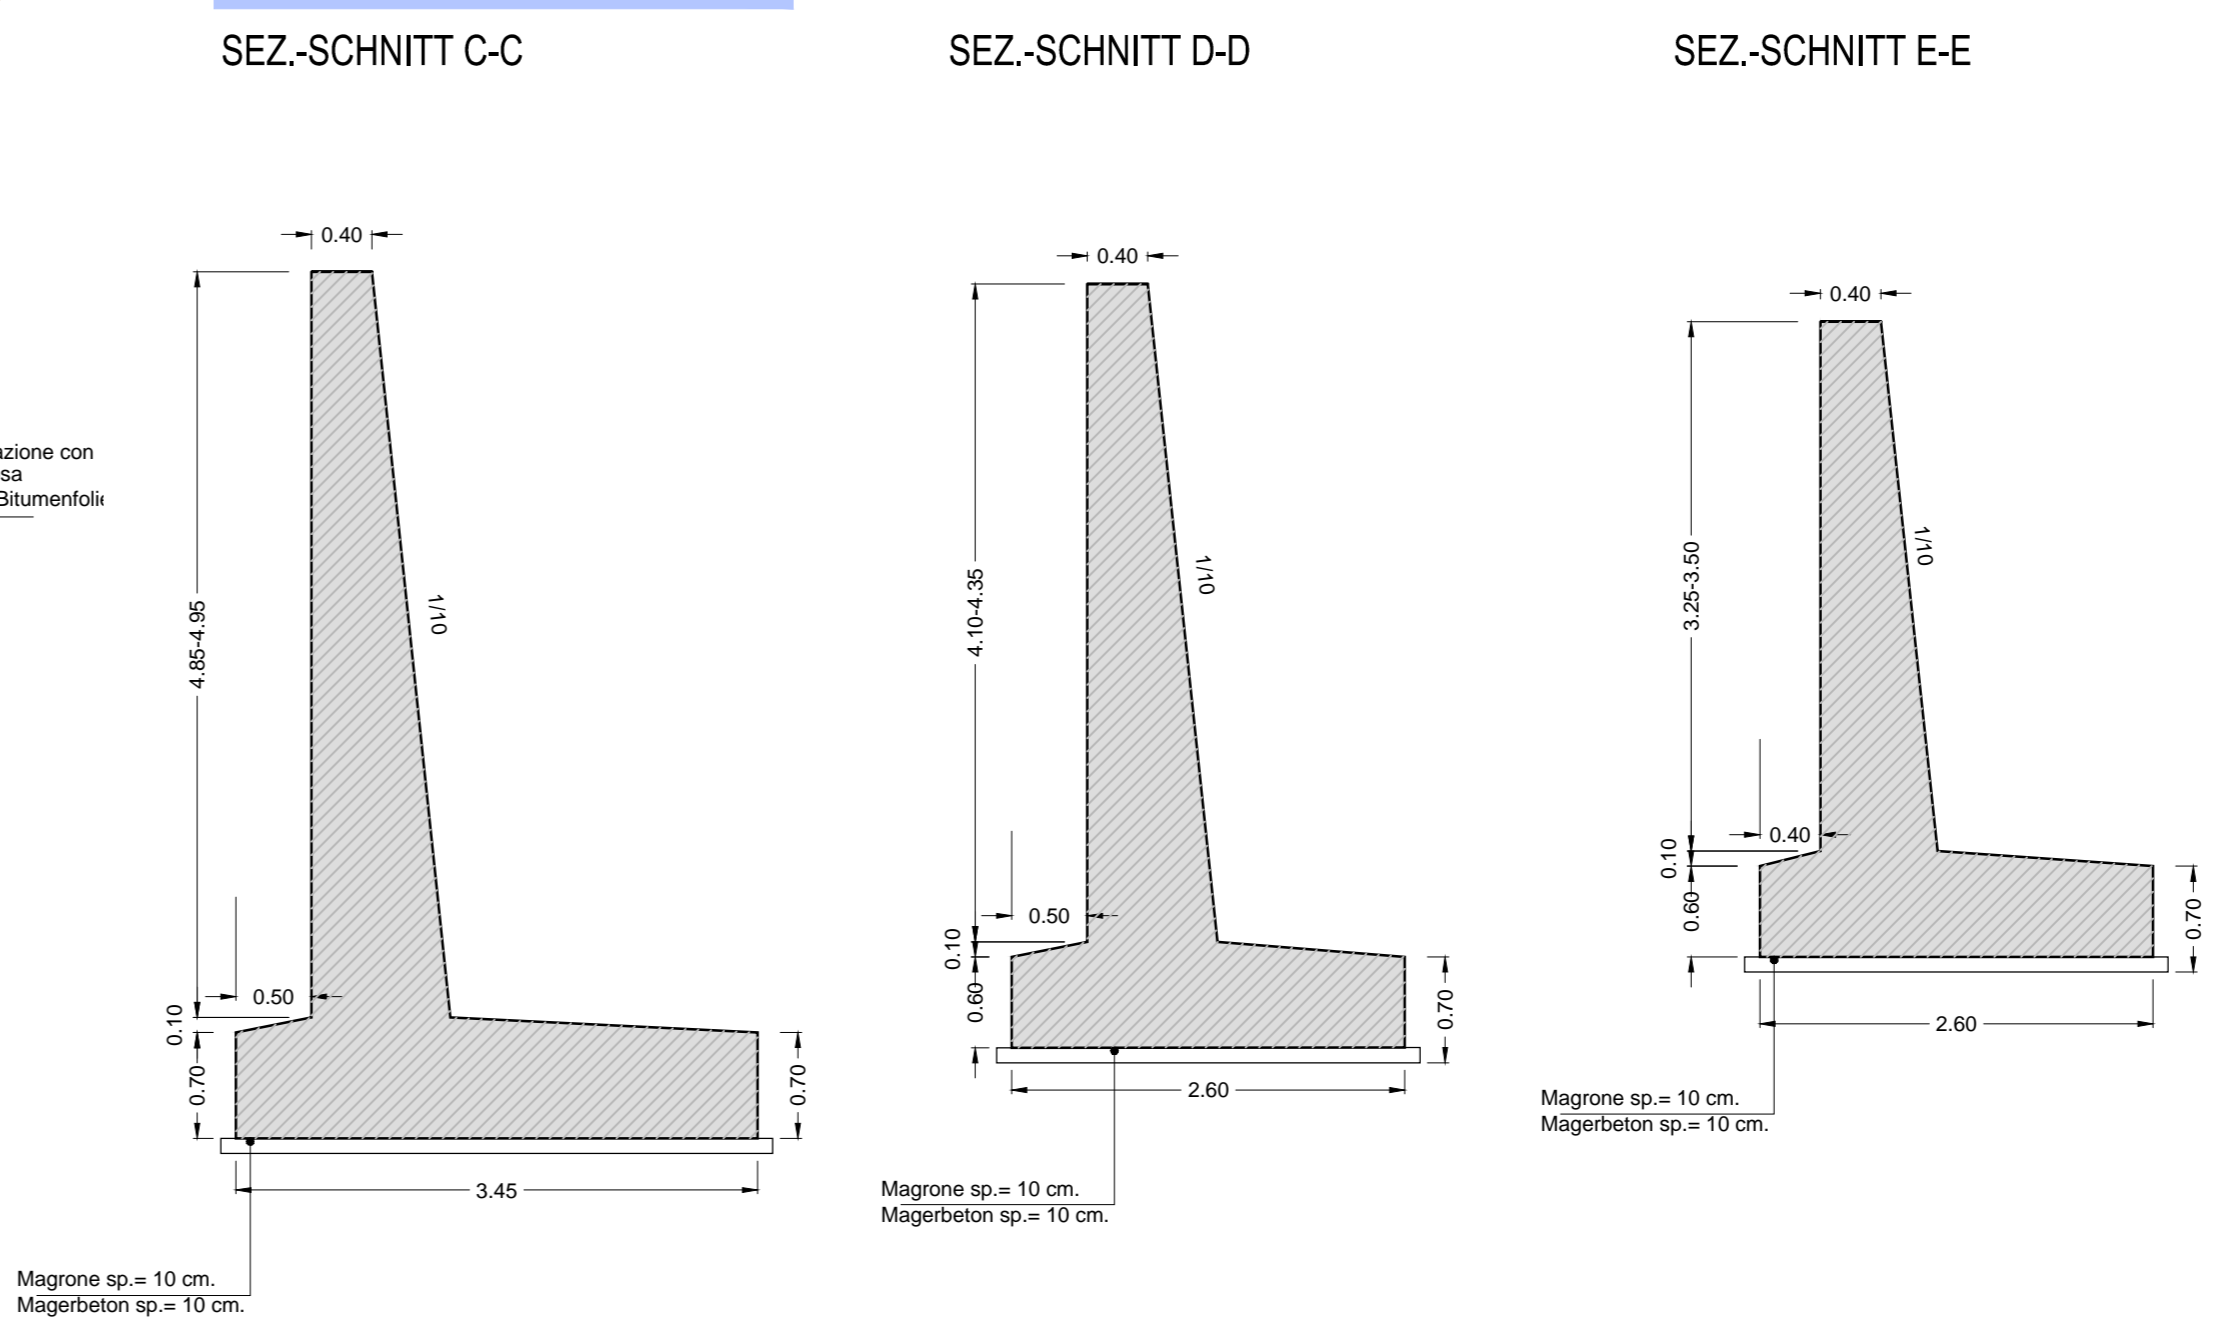 SEZ.-SCHNITT C-C
SEZ.-SCHNITT D-D
SEZ.-SCHNITT E-E
azione con
sa
Bitumenfolie
0.40
4.85-4.95
1/10
0.50
0.10
0.70
0.70
3.45
Magrone sp.= 10 cm.
Magerbeton sp.= 10 cm.
0.40
4.10-4.35
1/10
0.50
0.10
0.60
0.70
2.60
Magrone sp.= 10 cm.
Magerbeton sp.= 10 cm.
0.40
3.25-3.50
1/10
0.40
0.10
0.60
0.70
2.60
Magrone sp.= 10 cm.
Magerbeton sp.= 10 cm.